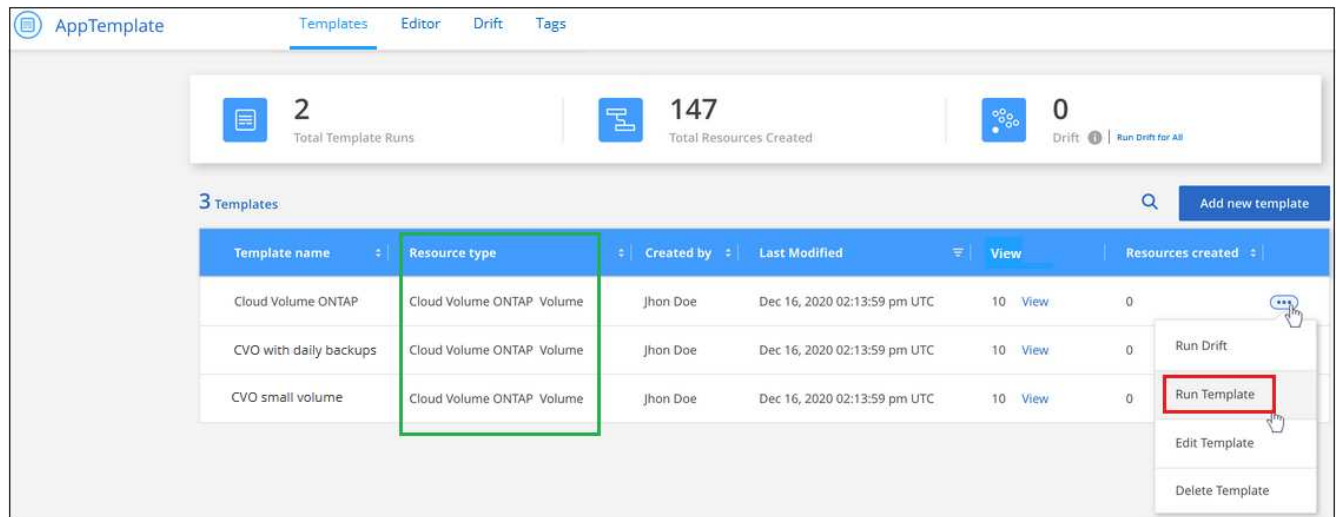 AppTemplate Templates Editor Drift Tags
2 147 0
Total Template Runs Total Resources Created Drift Run Drift for All
3 Templates Add new template
Template name Resource type Created by Last Modified View Resources created
Cloud Volume ONTAP Cloud Volume ONTAP Volume Jhon Doe Dec 16, 2020 02:13:59 pm UTC 10 View 0
Run Drift
CVO with daily backups Cloud Volume ONTAP Volume Jhon Doe Dec 16, 2020 02:13:59 pm UTC 10 View 0
Run Template
CVO small volume Cloud Volume ONTAP Volume Jhon Doe Dec 16, 2020 02:13:59 pm UTC 10 View 0
Edit Template
Delete Template